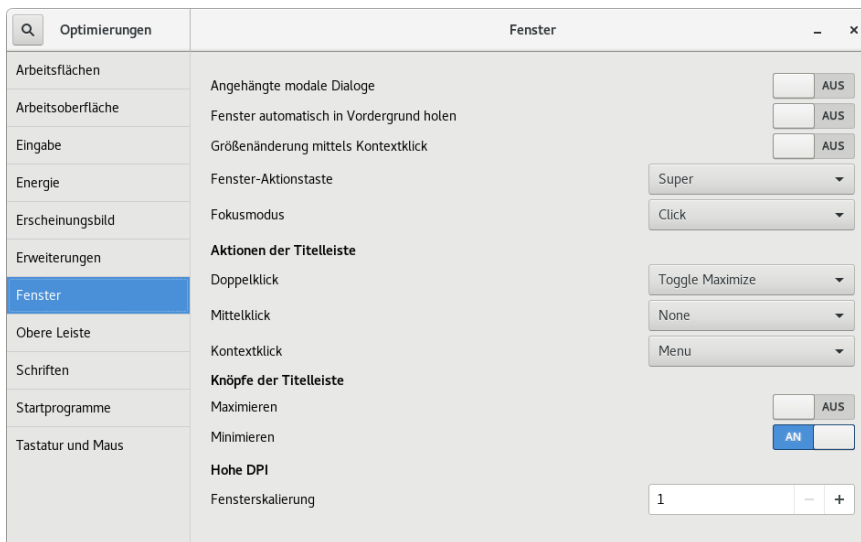 Optimierungen
Fenster
Arbeitsflächen
Arbeitsoberfläche
Eingabe
Energie
Erscheinungsbild
Erweiterungen
Fenster
Obere Leiste
Schriften
Startprogramme
Tastatur und Maus
Angehängte modale Dialoge AUS
Fenster automatisch in Vordergrund holen AUS
Größenänderung mittels Kontextklick AUS
Fenster-Aktionstaste Super
Fokusmodus Click
Aktionen der Titelleiste
Doppelklick Toggle Maximize
Mittelklick None
Kontextklick Menu
Knöpfe der Titelleiste
Maximieren AUS
Minimieren AN
Hohe DPI
Fensterskalierung 1